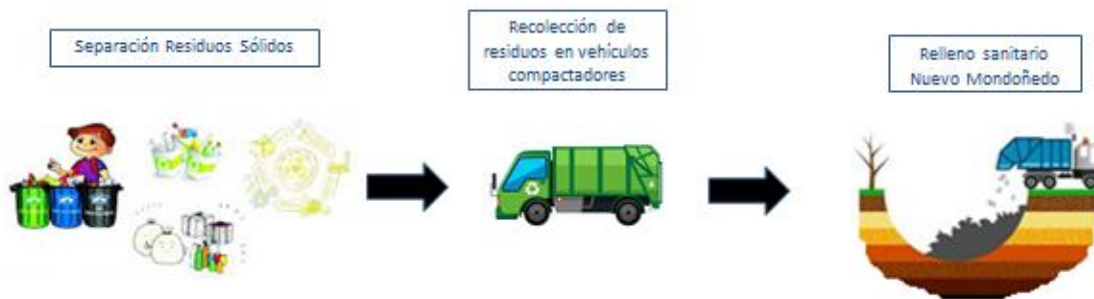 Separación Residuos Sólidos
Recolección de
residuos en vehículos
compactadores
Relleno sanitario
Nuevo Mondoñedo